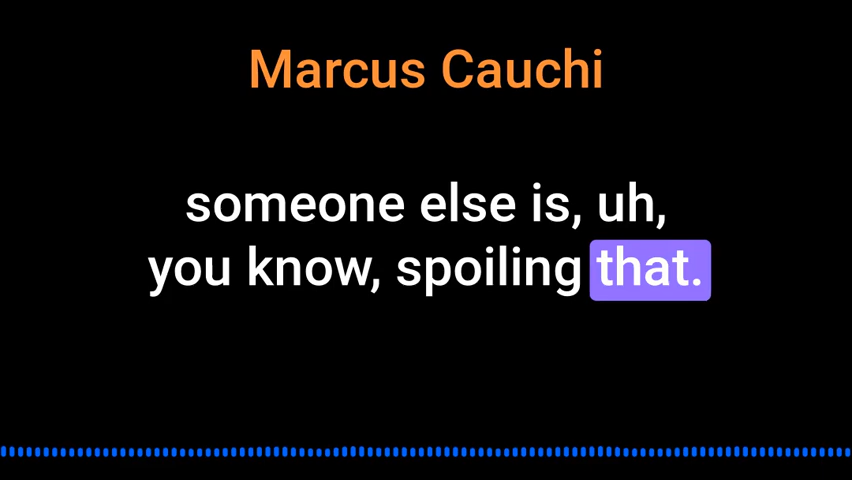 Marcus Cauchi
someone else is, uh,
you know, spoiling that.